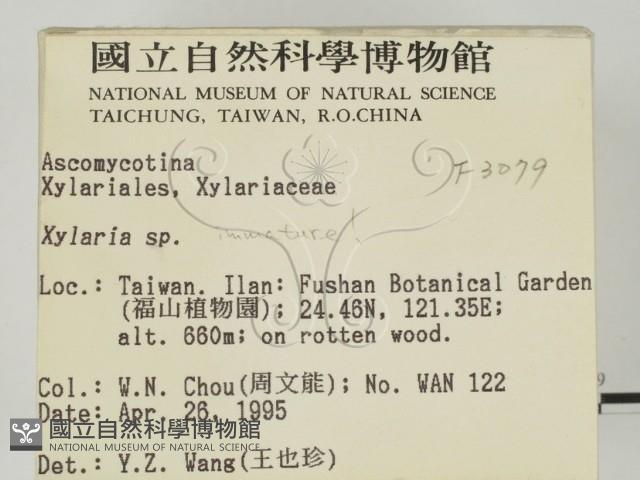 國立自然科學博物館
NATIONAL MUSEUM OF NATURAL SCIENCE
TAICHUNG, TAIWAN, R.O.CHINA
Ascomycotina
F3079
Xylariales, Xylariaceae
Xylaria sp. immature!
Loc.: Taiwan. Ilan: Fushan Botanical Garden
(福山植物園); 24.46N, 121.35E;
alt. 660m; on rotten wood.
Col.: W.N. Chou(周文能); No. WAN 122
Date: Apr. 26, 1995
國立自然科學博物館
NATIONAL MUSEUM OF NATURAL SCIENCE
Det.: Y.Z. Wang(王也珍)
9